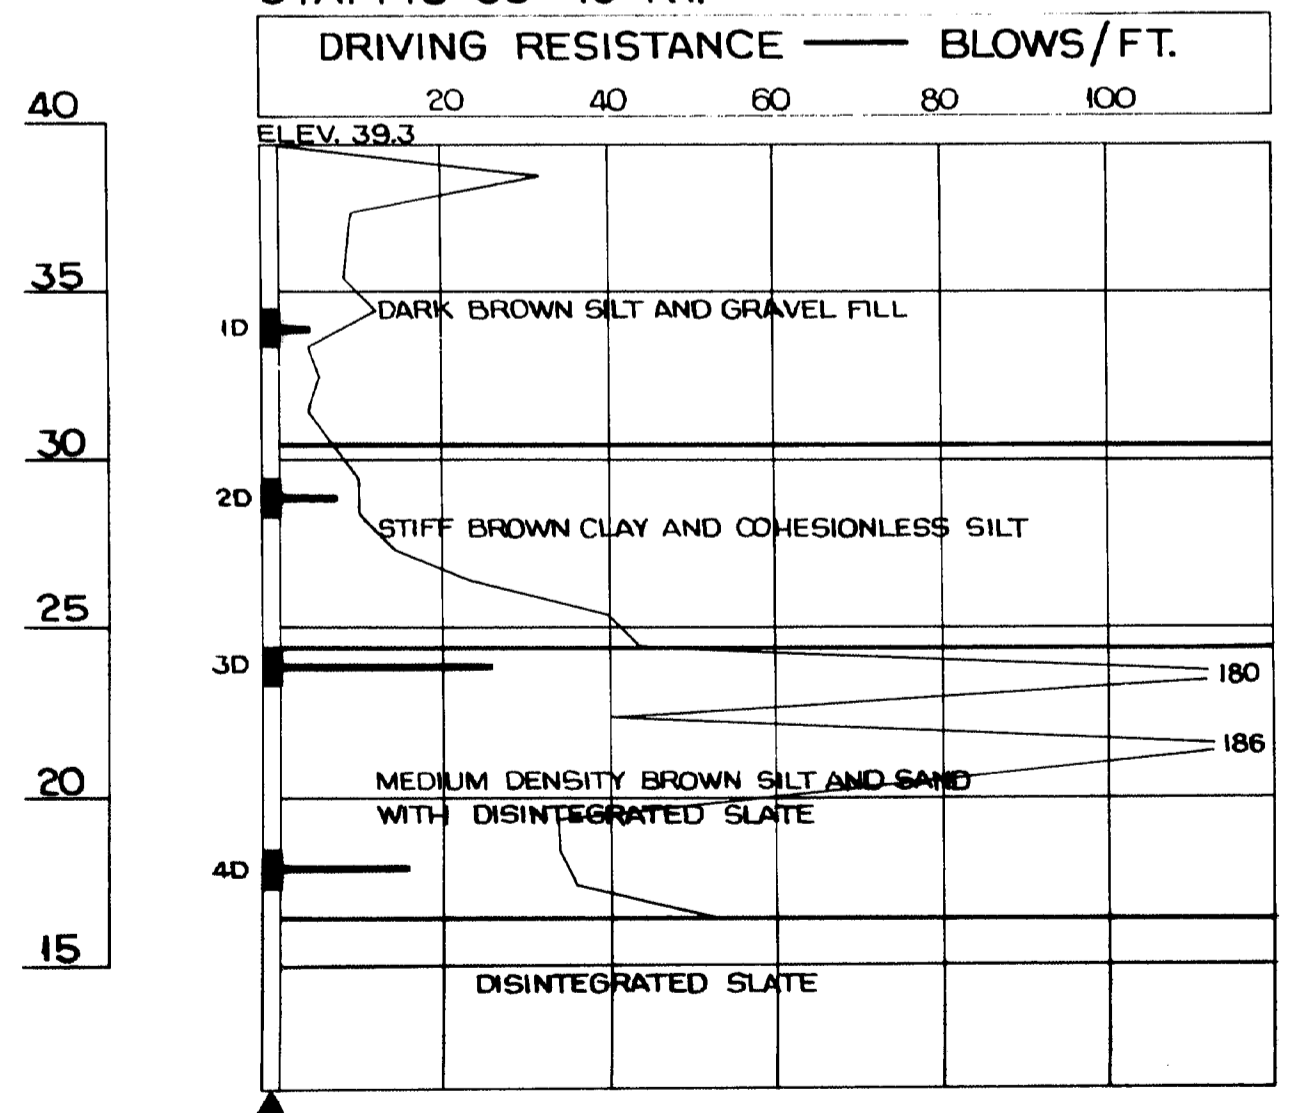 DRIVING RESISTANCE — BLOWS/FT.
20 40 60 80 100
40
ELEV. 39.3
35
DARK BROWN SILT AND GRAVEL FILL
1D
30
2D
STIFF BROWN CLAY AND COHESIONLESS SILT
25
3D
180
186
20
MEDIUM DENSITY BROWN SILT AND SAND
WITH DISINTEGRATED SLATE
4D
15
DISINTEGRATED SLATE